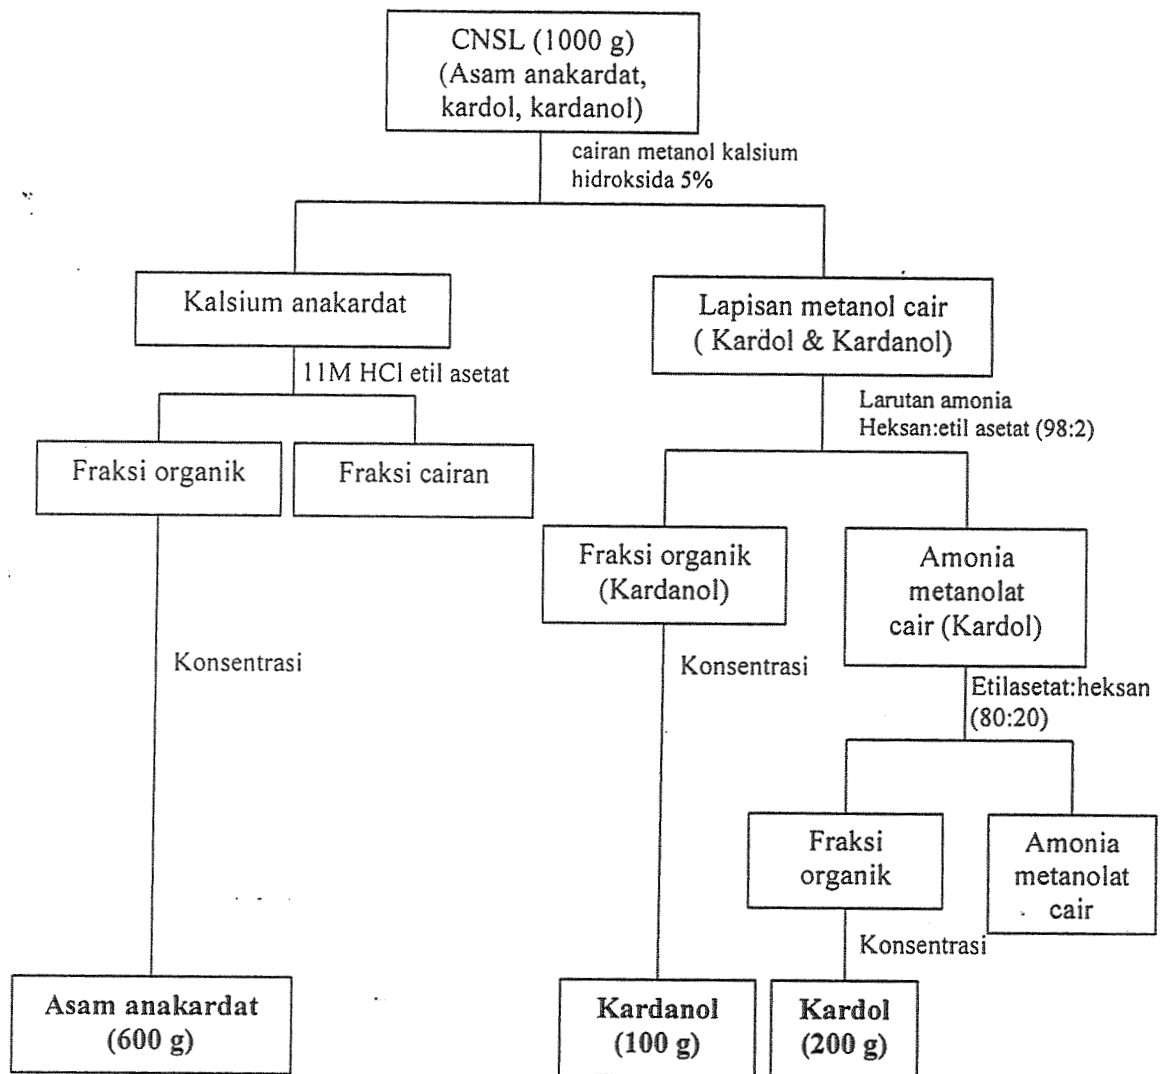 CNSL (1000 g)
(Asam anakardat,
kardol, kardanol)
cairan metanol kalsium
hidroksida 5%
Kalsium anakardat
Lapisan metanol cair
( Kardol & Kardanol)
11M HCl etil asetat
Larutan amonia
Heksan:etil asetat (98:2)
Fraksi organik
Fraksi cairan
Fraksi organik
(Kardanol)
Amonia
metanolat
cair (Kardol)
Konsentrasi
Konsentrasi
Etilasetat:heksan
(80:20)
Fraksi
organik
Amonia
metanolat
cair
Konsentrasi
Asam anakardat
(600 g)
Kardanol
(100 g)
Kardol
(200 g)